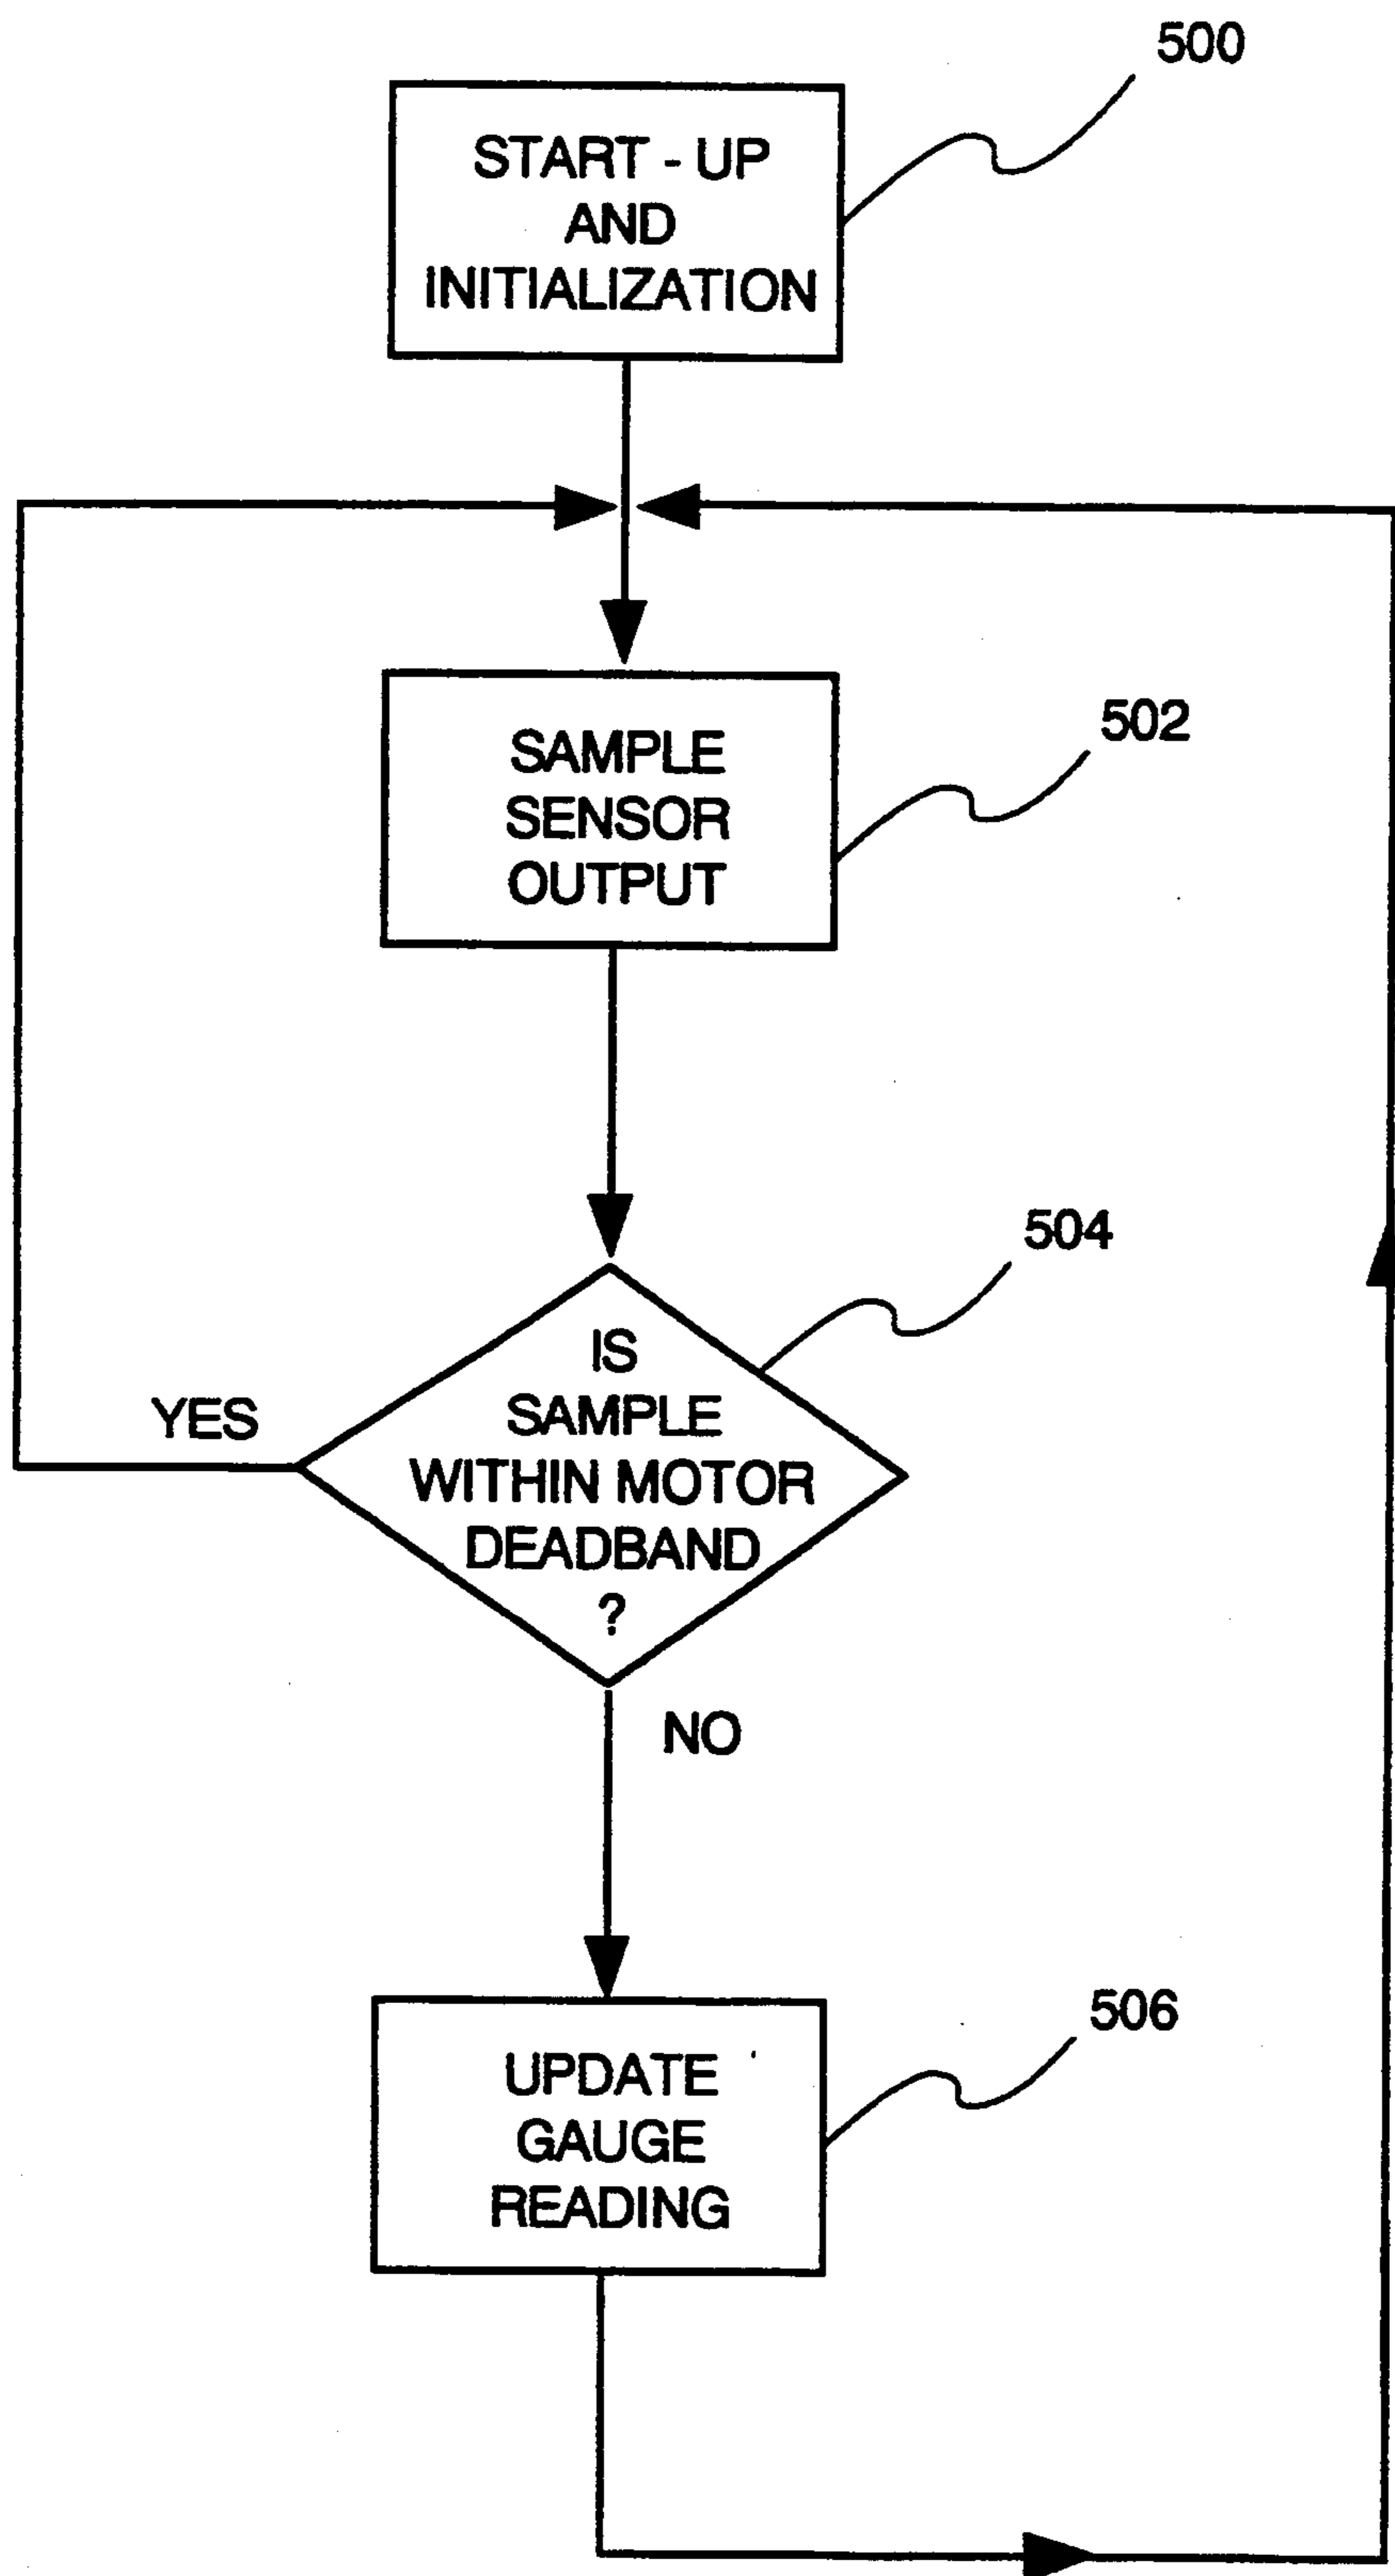 500
START - UP
AND
INITIALIZATION
502
SAMPLE
SENSOR
OUTPUT
504
IS
SAMPLE
WITHIN MOTOR
DEADBAND
?
YES
NO
506
UPDATE
GAUGE
READING